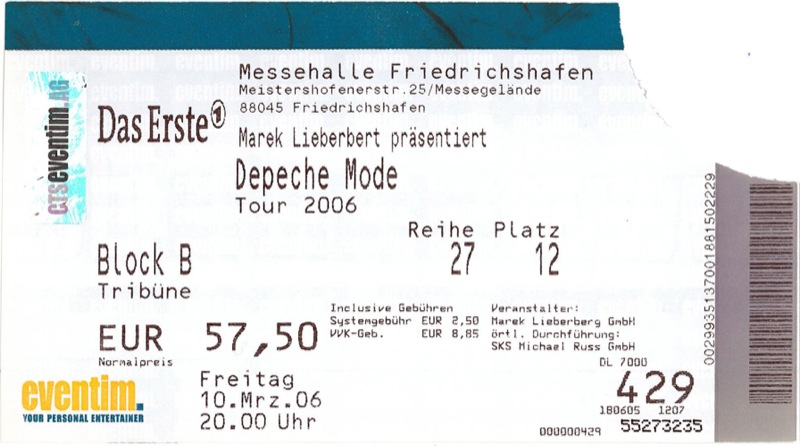 Messehalle Friedrichshafen
Meistershofenerstr.25/Messegelände
88045 Friedrichshafen
CTSeventim.AG
Das Erste
Marek Lieberbert präsentiert
Depeche Mode
Tour 2006
Reihe Platz
27 12
Block B
Tribüne
EUR 57,50
Normalpreis
Inclusive Gebühren
Systemgebühr EUR 2,50
VVK-Geb. EUR 8,85
Veranstalter:
Marek Lieberberg GmbH
örtl. Durchführung:
SKS Michael Russ GmbH
Freitag
10.Mrz.06
20.00 Uhr
eventim.
YOUR PERSONAL ENTERTAINER
DL 7000
429
180605 1207
000000429 55273235
002993513700188150 2229